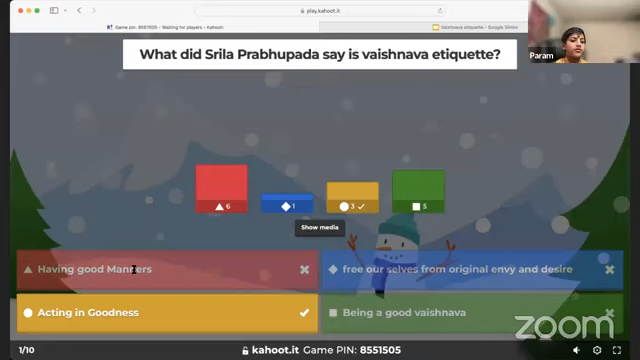 play.kahoot.it
Game pin: 8551505 - Waiting for players - Kahoot!
Vaishnava etiquette - Google Slides
What did Srila Prabhupada say is vaishnava etiquette?
Param
6
1
3
5
Show media
Having good Manners
free our selves from original envy and desire
Acting in Goodness
Being a good vaishnava
zoom
1/10
kahoot.it Game PIN: 8551505